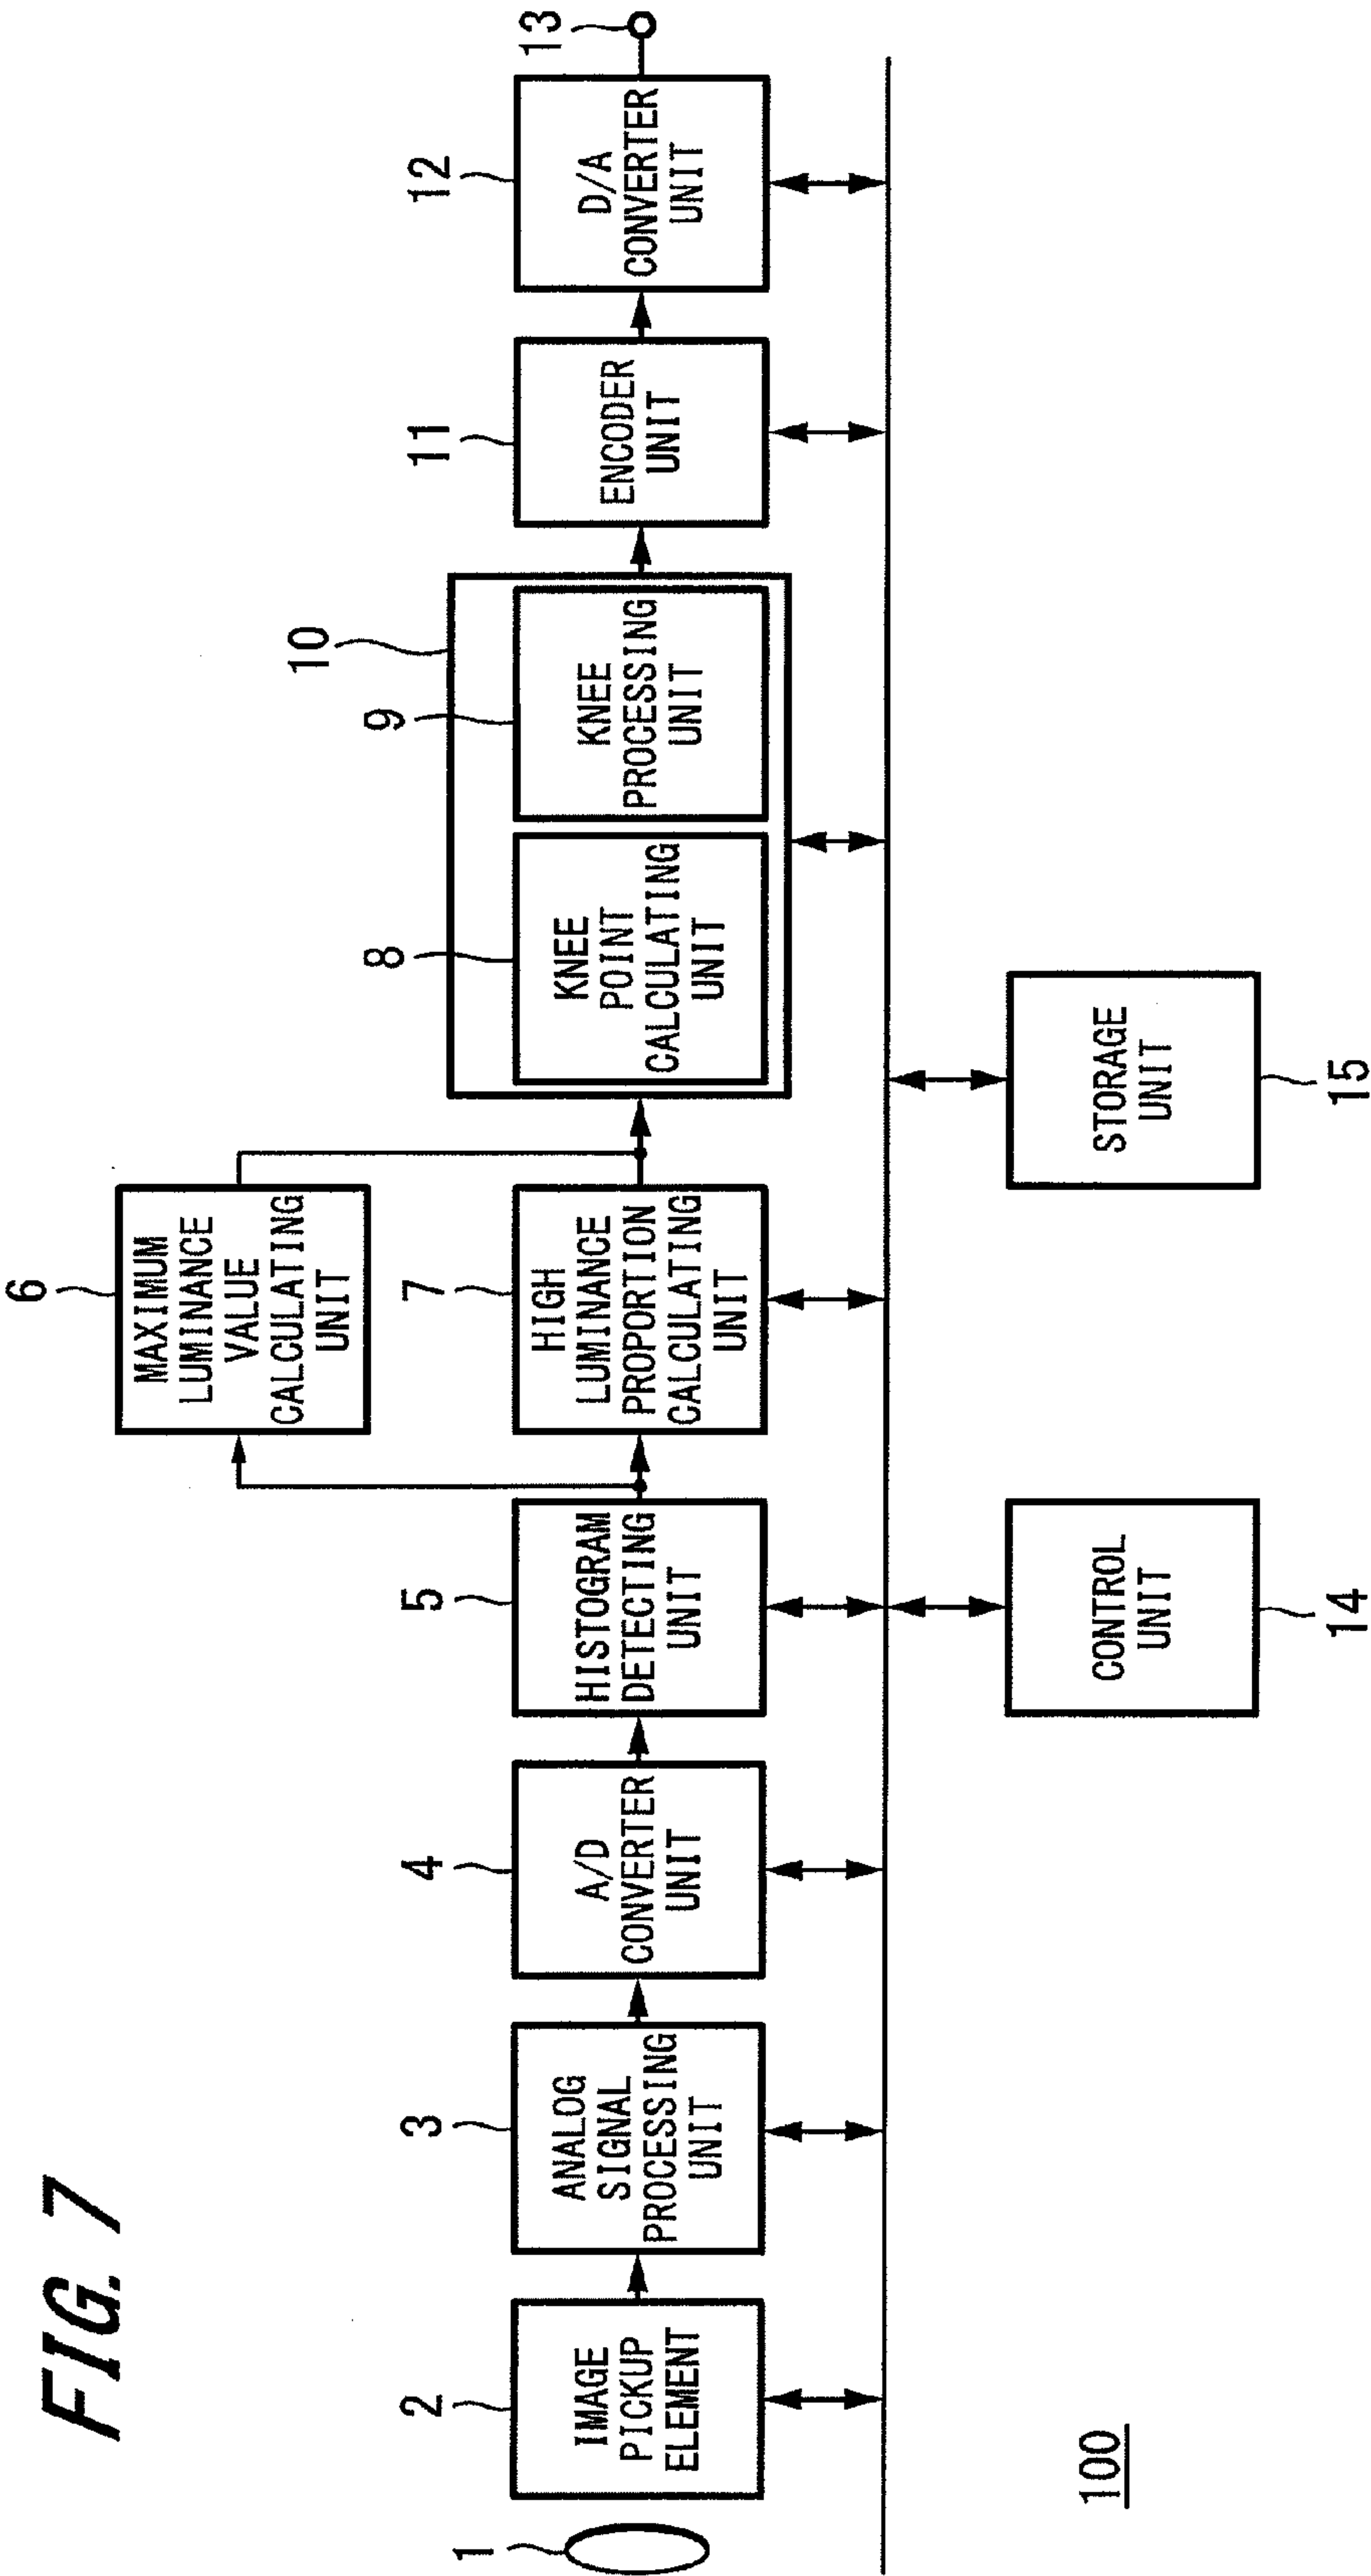 FIG. 7
1
2
IMAGE
PICKUP
ELEMENT
3
ANALOG
SIGNAL
PROCESSING
UNIT
4
A/D
CONVERTER
UNIT
5
HISTOGRAM
DETECTING
UNIT
6
MAXIMUM
LUMINANCE
VALUE
CALCULATING
UNIT
7
HIGH
LUMINANCE
PROPORTION
CALCULATING
UNIT
10
8
KNEE
POINT
CALCULATING
UNIT
9
KNEE
PROCESSING
UNIT
11
ENCODER
UNIT
12
D/A
CONVERTER
UNIT
13
CONTROL
UNIT
14
STORAGE
UNIT
15
100